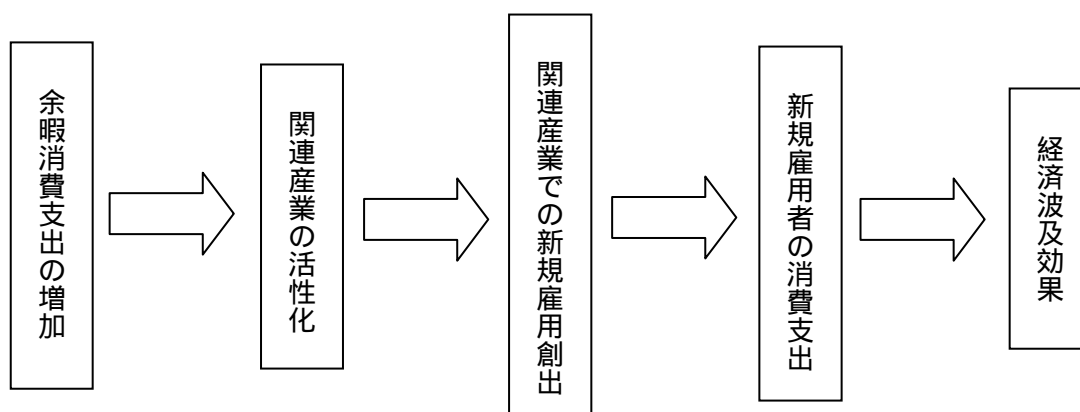 余暇消費支出の増加
関連産業の活性化
関連産業での新規雇用創出
新規雇用者の消費支出
経済波及効果